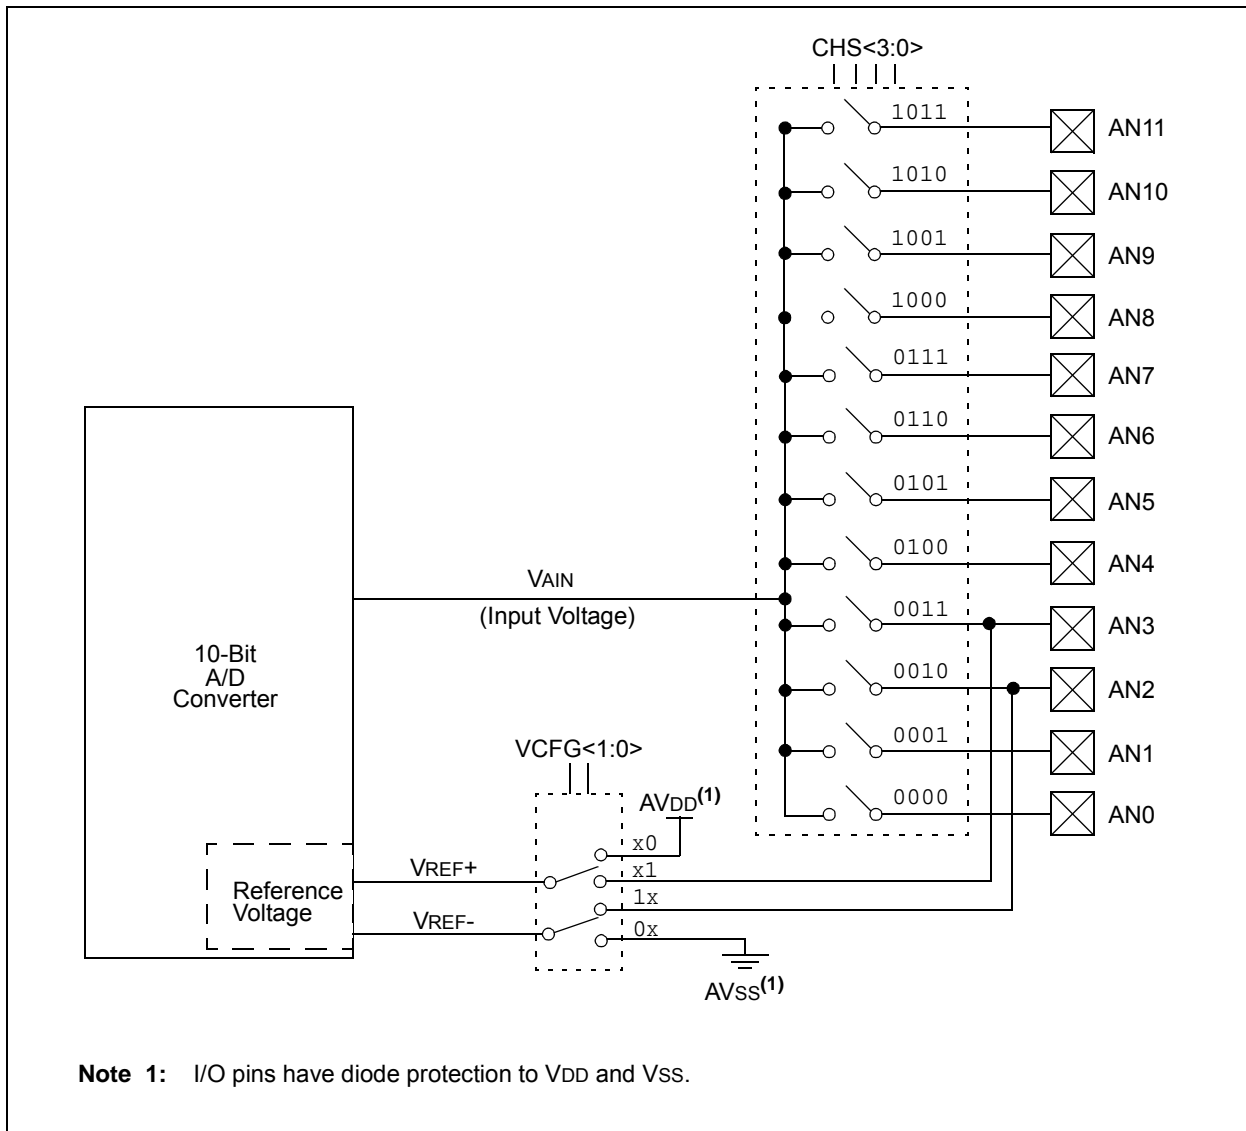 CHS<3:0>
1011 AN11
1010 AN10
1001 AN9
1000 AN8
0111 AN7
0110 AN6
0101 AN5
0100 AN4
VAIN
(Input Voltage)
0011 AN3
10-Bit
A/D
Converter
0010 AN2
0001 AN1
VCFG<1:0>
0000 AN0
AVDD(1)
x0
VREF+
x1
Reference
Voltage
1x
VREF-
0x
AVSS(1)
Note 1: I/O pins have diode protection to VDD and VSS.